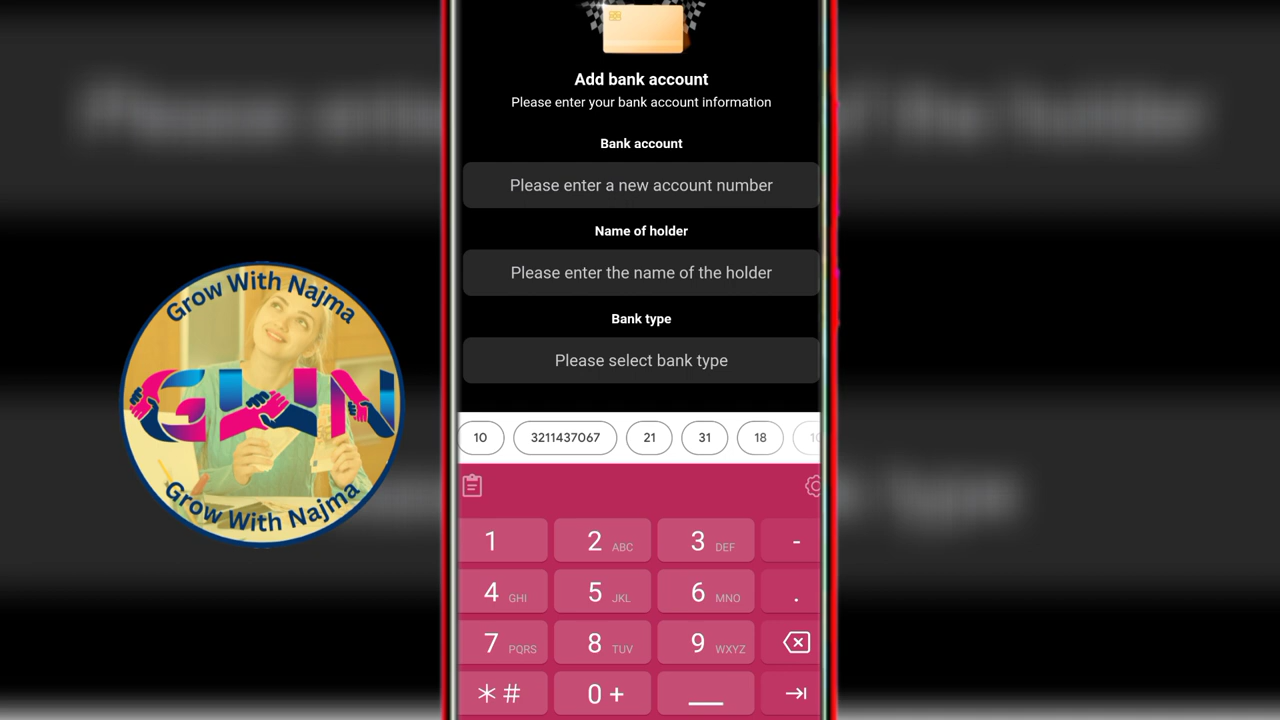 Add bank account
Please enter your bank account information
Bank account
Please enter a new account number
Name of holder
Please enter the name of the holder
Bank type
Please select bank type
10
3211437067
21
31
18
10
1
2 ABC
3 DEF
-
4 GHI
5 JKL
6 MNO
.
7 PQRS
8 TUV
9 WXYZ
*#
0 +
Grow With Najma
GWN
Grow With Najma